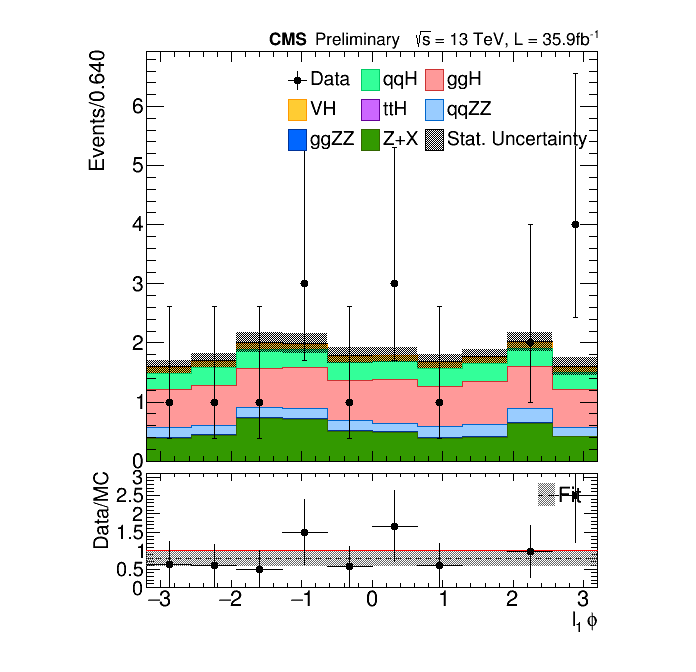 CMS Preliminary √s = 13 TeV, L = 35.9fb⁻¹
Events/0.640
Data qqH ggH
VH ttH qqZZ
ggZZ Z+X Stat. Uncertainty
6
5
4
3
2
1
0
Data/MC
3
2.5
2
1.5
1
0.5
0
Fit
−3 −2 −1 0 1 2 3
l₁ ϕ